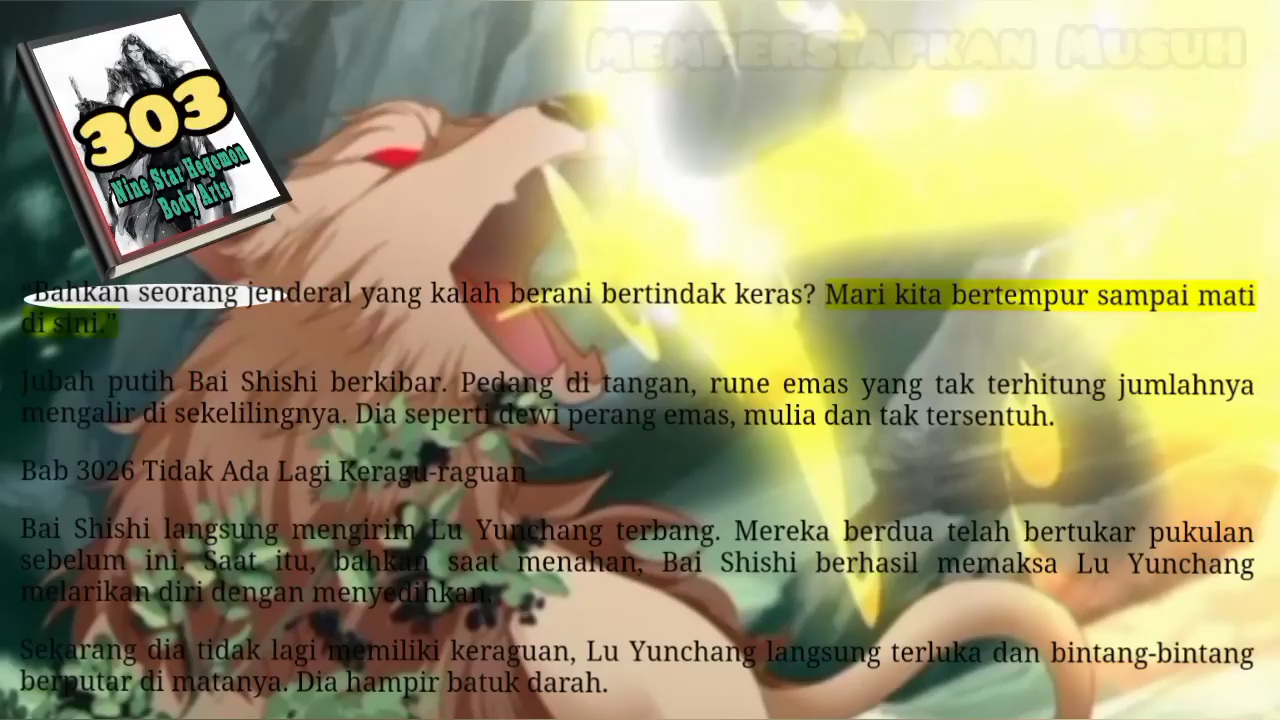 Mempersiapkan Musuh
303
Nine Star Hegemon
Body Arts
“Bahkan seorang jenderal yang kalah berani bertindak keras? Mari kita bertempur sampai mati
di sini.”
Jubah putih Bai Shishi berkibar. Pedang di tangan, rune emas yang tak terhitung jumlahnya
mengalir di sekelilingnya. Dia seperti dewi perang emas, mulia dan tak tersentuh.
Bab 3026 Tidak Ada Lagi Keragu-raguan
Bai Shishi langsung mengirim Lu Yunchang terbang. Mereka berdua telah bertukar pukulan
sebelum ini. Saat itu, bahkan saat menahan, Bai Shishi berhasil memaksa Lu Yunchang
melarikan diri dengan menyedihkan.
Sekarang dia tidak lagi memiliki keraguan, Lu Yunchang langsung terluka dan bintang-bintang
berputar di matanya. Dia hampir batuk darah.